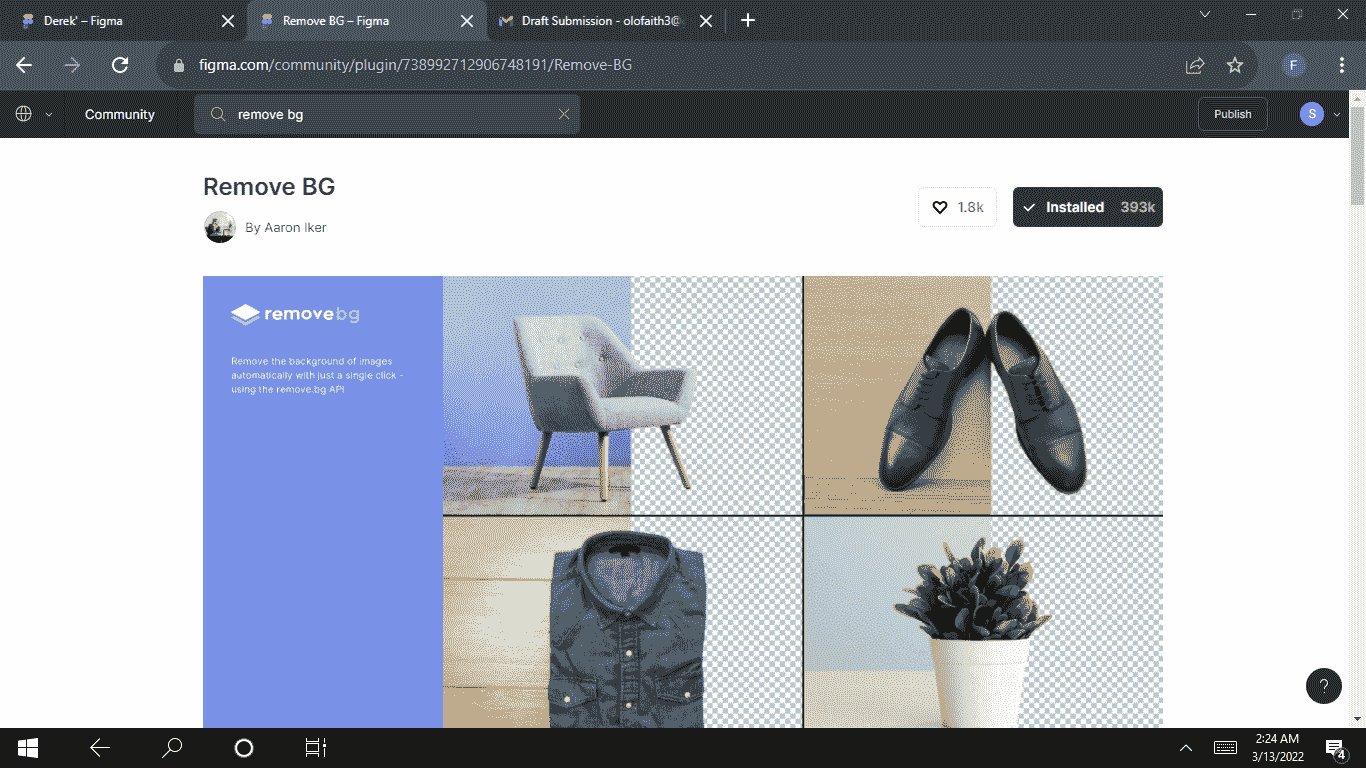 Derek' – Figma
Remove BG – Figma
Draft Submission - olofaith3@
figma.com/community/plugin/738992712906748191/Remove-BG
F
Community
remove bg
Publish
S
Remove BG
By Aaron Iker
1.8k
Installed 393k
removebg
Remove the background of images
automatically with just a single click -
using the remove.bg API
?
2:24 AM
3/13/2022
4